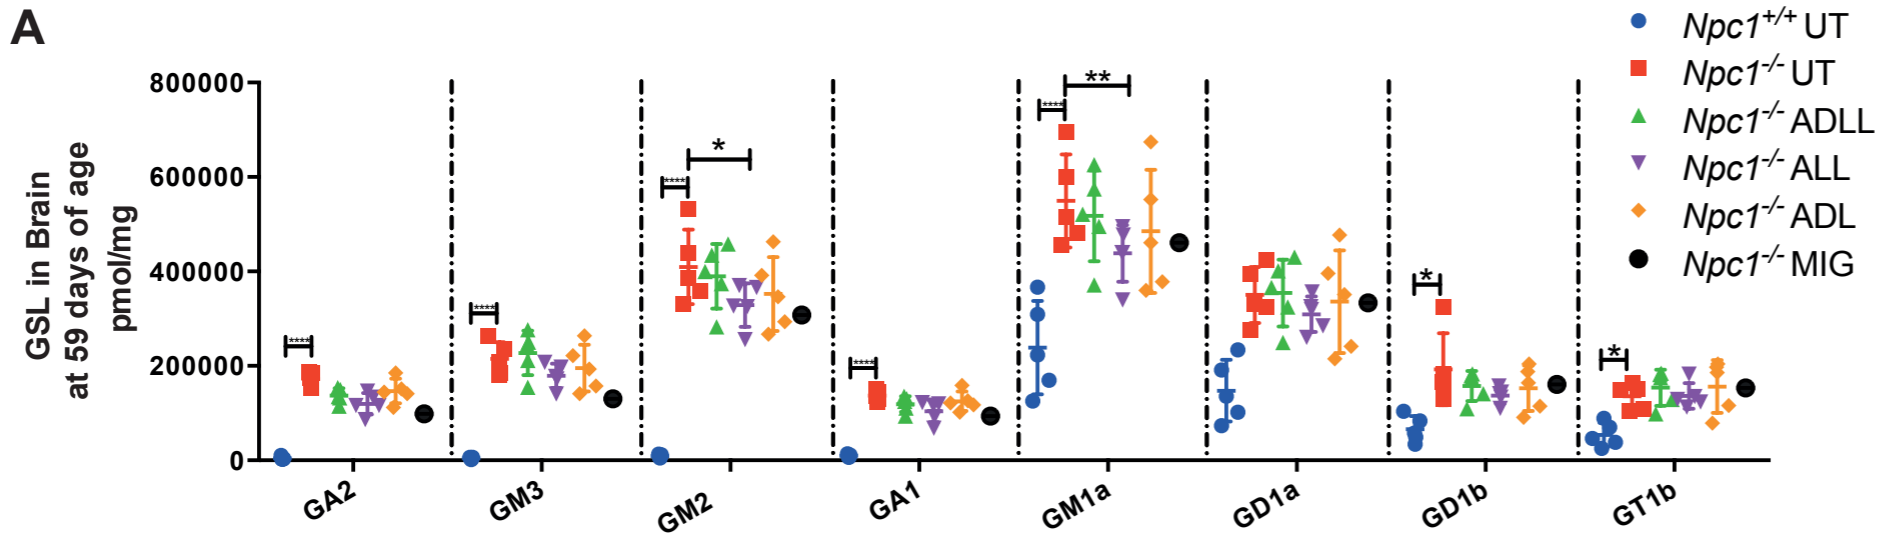 A
GSL in Brain
at 59 days of age
pmol/mg
800000
600000
400000
200000
0
****
****
****
*
****
****
**
*
*
GA2
GM3
GM2
GA1
GM1a
GD1a
GD1b
GT1b
Npc1+/+ UT
Npc1-/- UT
Npc1-/- ADLL
Npc1-/- ALL
Npc1-/- ADL
Npc1-/- MIG